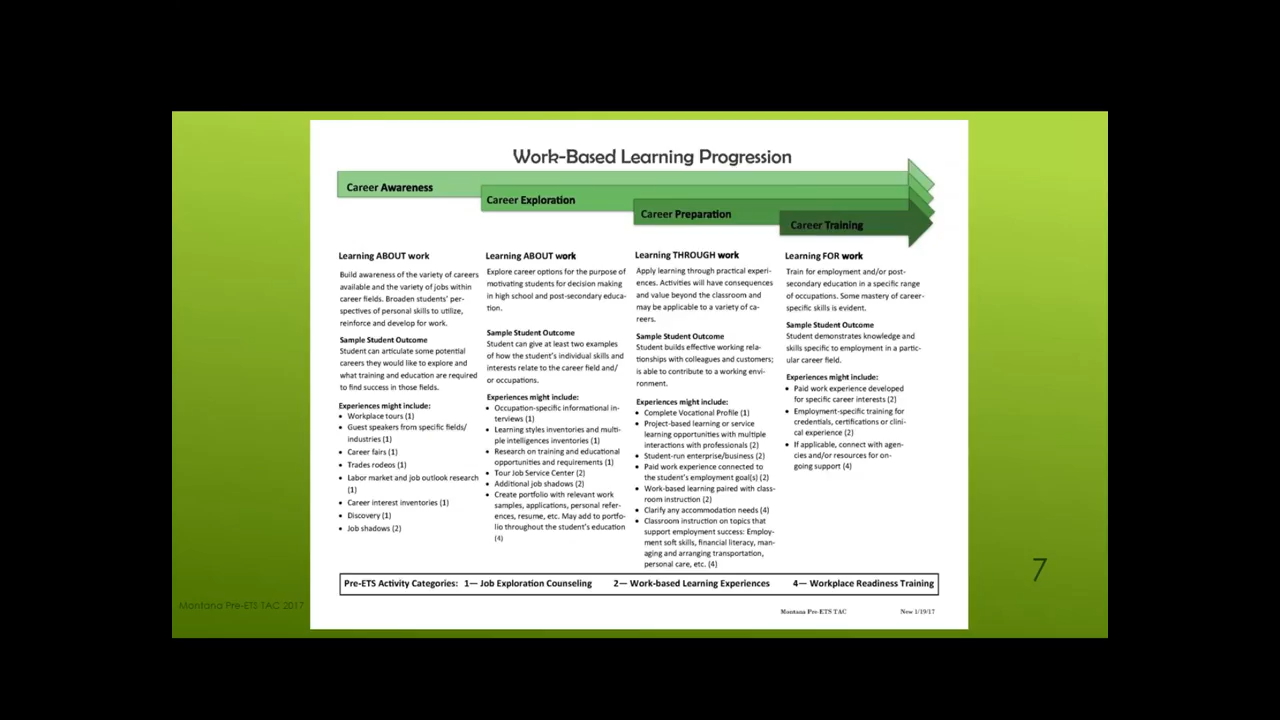 Work-Based Learning Progression
Career Awareness
Career Exploration
Career Preparation
Career Training
Learning ABOUT work
Build awareness of the variety of careers
available and the variety of jobs within
career fields. Broaden students' per-
spectives of personal skills to utilize,
reinforce and develop for work.
Sample Student Outcome
Student can articulate some potential
careers they would like to explore and
what training and education are required
to find success in those fields.
Experiences might include:
• Workplace tours (1)
• Guest speakers from specific fields/
industries (1)
• Career fairs (1)
• Trades rodeos (1)
• Labor market and job outlook research
(1)
• Career interest inventories (1)
• Discovery (1)
• Job shadows (2)
Learning ABOUT work
Explore career options for the purpose of
motivating students for decision making
in high school and post-secondary educa-
tion.
Sample Student Outcome
Student can give at least two examples
of how the student's individual skills and
interests relate to the career field and/
or occupations.
Experiences might include:
• Occupation-specific informational in-
terviews (1)
• Learning styles inventories and multi-
ple intelligences inventories (1)
• Research on training and educational
opportunities and requirements (1)
• Tour Job Service Center (2)
• Additional job shadows (2)
• Create portfolio with relevant work
samples, applications, personal refer-
ences, resume, etc. May add to portfo-
lio throughout the student's education
(4)
Learning THROUGH work
Apply learning through practical experi-
ences. Activities will have consequences
and value beyond the classroom and
may be applicable to a variety of ca-
reers.
Sample Student Outcome
Student builds effective working rela-
tionships with colleagues and customers;
is able to contribute to a working envi-
ronment.
Experiences might include:
• Complete Vocational Profile (1)
• Project-based learning or service
learning opportunities with multiple
interactions with professionals (2)
• Student-run enterprise/business (2)
• Paid work experience connected to
the student's employment goal(s) (2)
• Work-based learning paired with class-
room instruction (2)
• Clarify any accommodation needs (4)
• Classroom instruction on topics that
support employment success: Employ-
ment soft skills, financial literacy, man-
aging and arranging transportation,
personal care, etc. (4)
Learning FOR work
Train for employment and/or post-
secondary education in a specific range
of occupations. Some mastery of career-
specific skills is evident.
Sample Student Outcome
Student demonstrates knowledge and
skills specific to employment in a partic-
ular career field.
Experiences might include:
• Paid work experience developed
for specific career interests (2)
• Employment-specific training for
credentials, certifications or clini-
cal experience (2)
• If applicable, connect with agen-
cies and/or resources for on-
going support (4)
Pre-ETS Activity Categories: 1— Job Exploration Counseling 2— Work-based Learning Experiences 4— Workplace Readiness Training
Montana Pre-ETS TAC New 1/19/17
Montana Pre-ETS TAC 2017
7